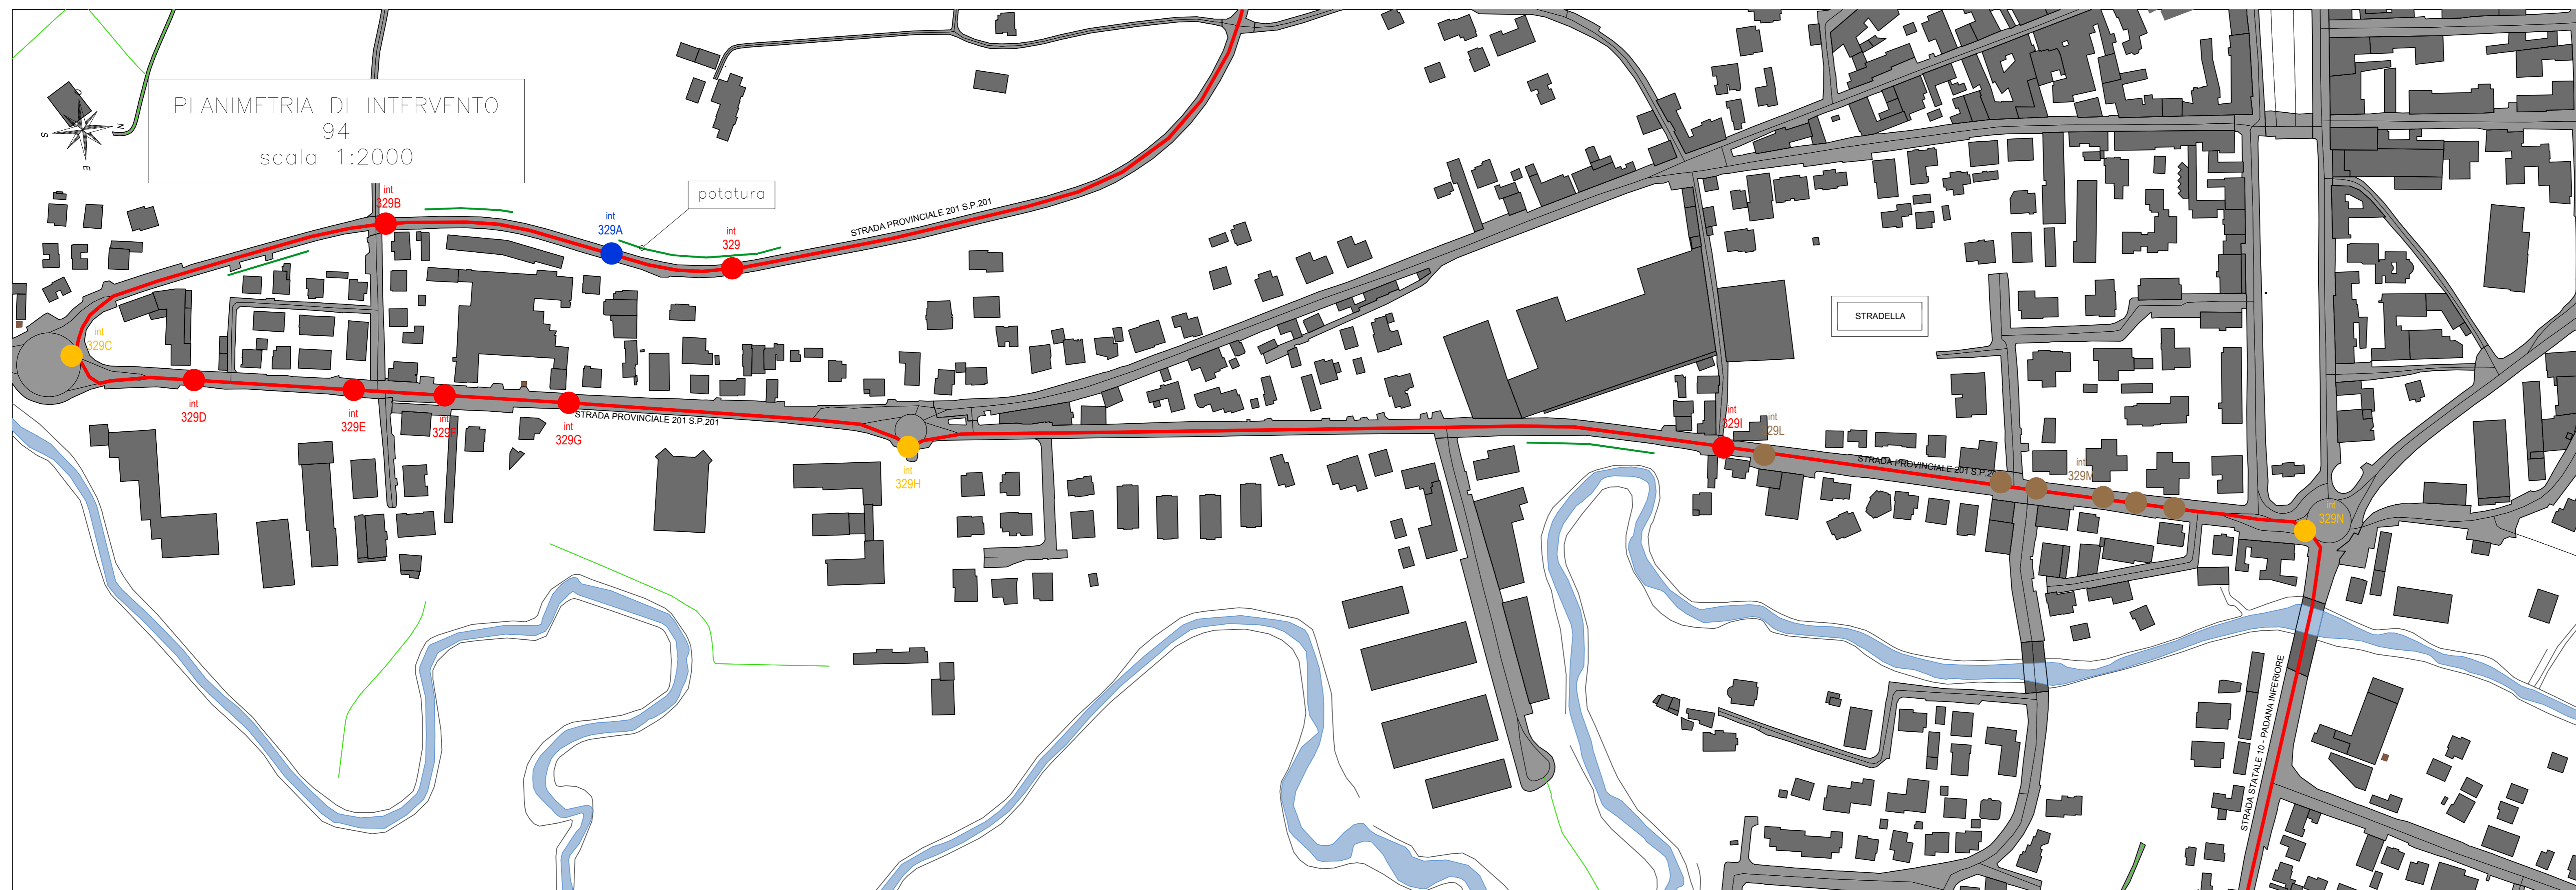 PLANIMETRIA DI INTERVENTO
94
scala 1:2000
O
N
S
E
int
329B
potatura
int
329A
int
329
STRADA PROVINCIALE 201 S.P.201
int
329C
int
329D
int
329E
int
329F
int
329G
STRADA PROVINCIALE 201 S.P.201
int
329H
STRADELLA
int
329I
int
329L
STRADA PROVINCIALE 201 S.P.
int
329M
int
329N
STRADA STATALE 10 - PADANA INFERIORE